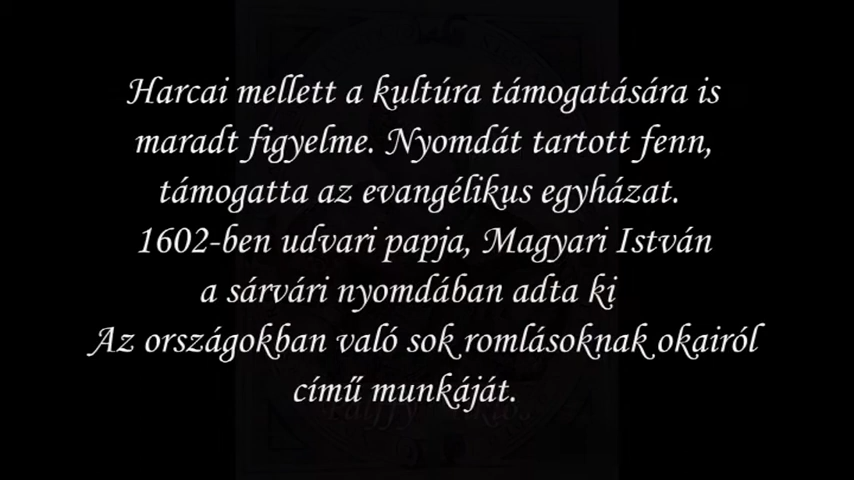 Harcai mellett a kultúra támogatására is
maradt figyelme. Nyomdát tartott fenn,
támogatta az evangélikus egyházat.
1602-ben udvari papja, Magyari István
a sárvári nyomdában adta ki
Az országokban való sok romlásoknak okairól
című munkáját.